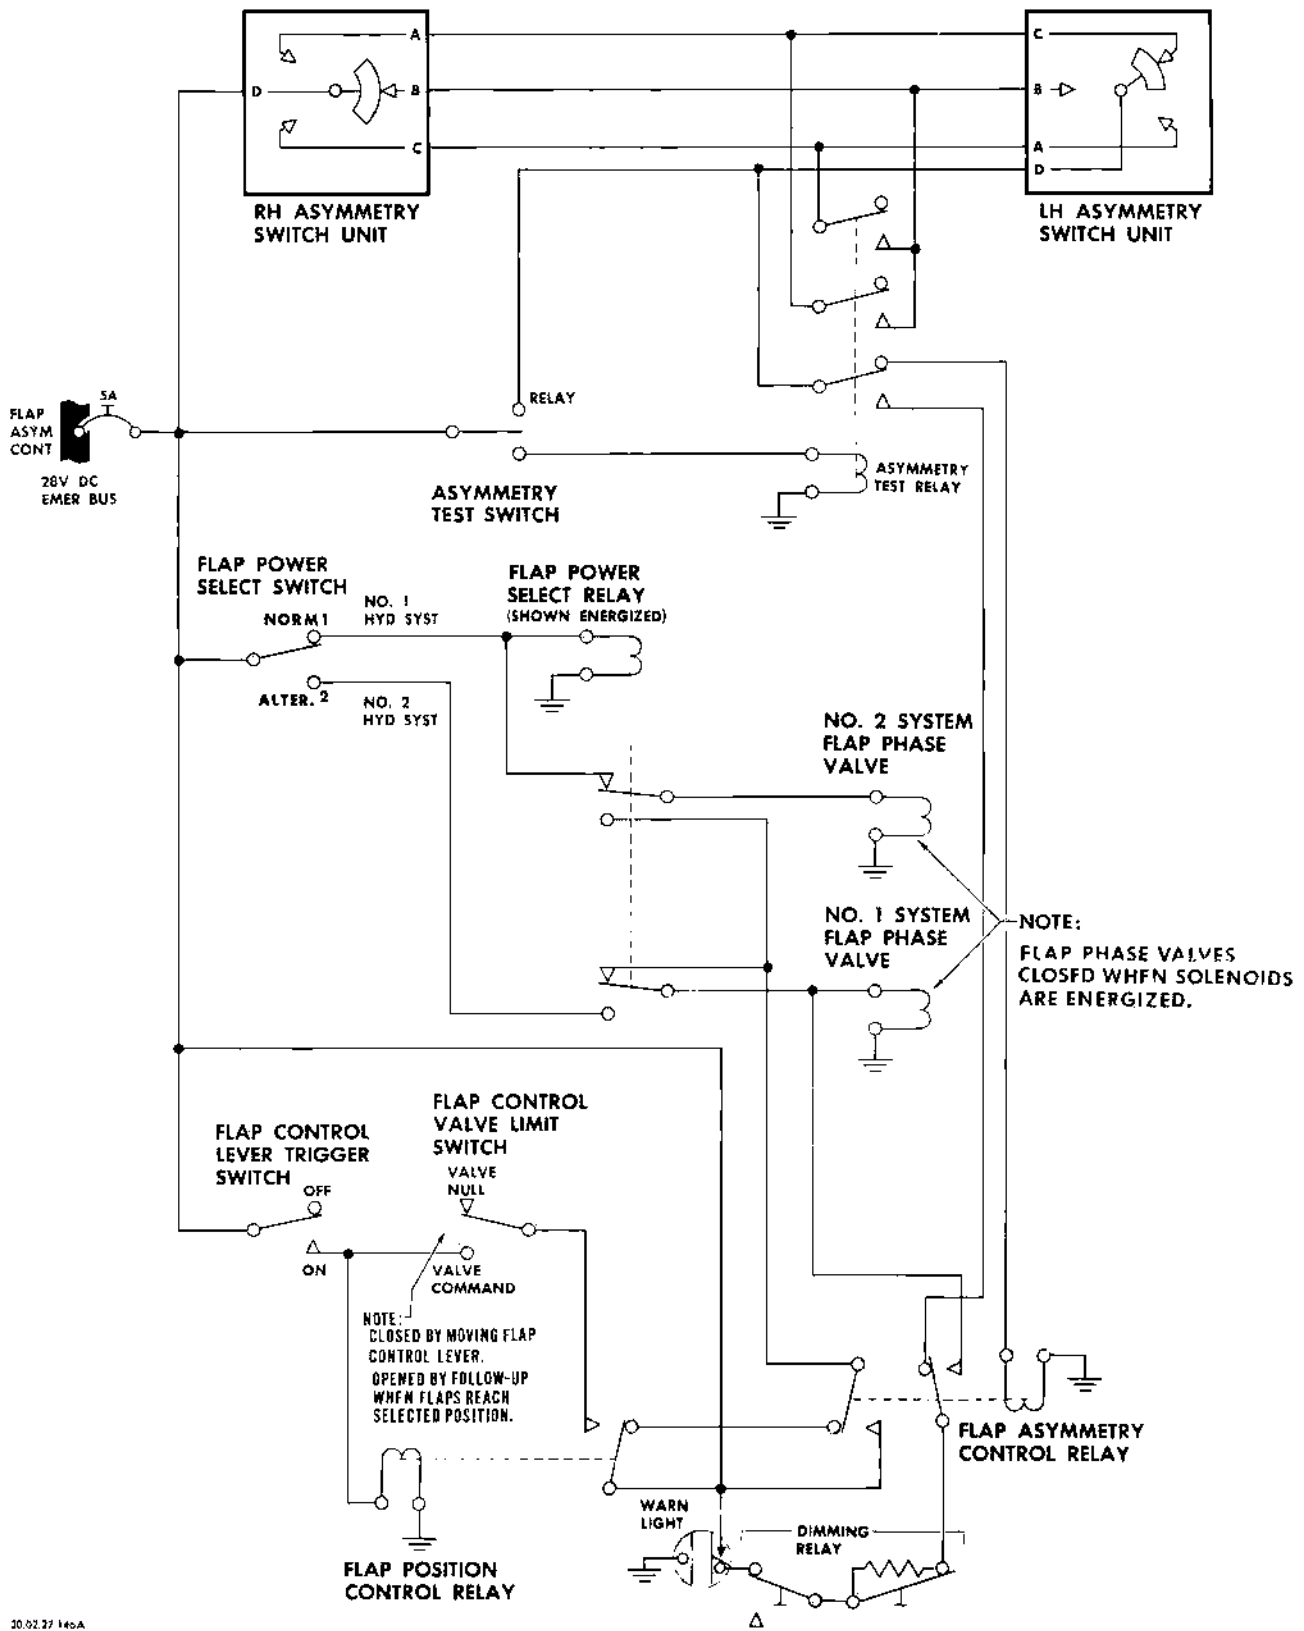 A
D
B
C
C
B
A
D
RH ASYMMETRY
SWITCH UNIT
LH ASYMMETRY
SWITCH UNIT
5A
FLAP
ASYM
CONT
28V DC
EMER BUS
RELAY
ASYMMETRY
TEST SWITCH
ASYMMETRY
TEST RELAY
FLAP POWER
SELECT SWITCH
NORM 1
NO. 1
HYD SYST
ALTER. 2
NO. 2
HYD SYST
FLAP POWER
SELECT RELAY
(SHOWN ENERGIZED)
NO. 2 SYSTEM
FLAP PHASE
VALVE
NO. 1 SYSTEM
FLAP PHASE
VALVE
NOTE:
FLAP PHASE VALVES
CLOSED WHEN SOLENOIDS
ARE ENERGIZED.
FLAP CONTROL
LEVER TRIGGER
SWITCH
OFF
ON
FLAP CONTROL
VALVE LIMIT
SWITCH
VALVE
NULL
VALVE
COMMAND
NOTE:
CLOSED BY MOVING FLAP
CONTROL LEVER.
OPENED BY FOLLOW-UP
WHEN FLAPS REACH
SELECTED POSITION.
FLAP ASYMMETRY
CONTROL RELAY
WARN
LIGHT
DIMMING
RELAY
FLAP POSITION
CONTROL RELAY